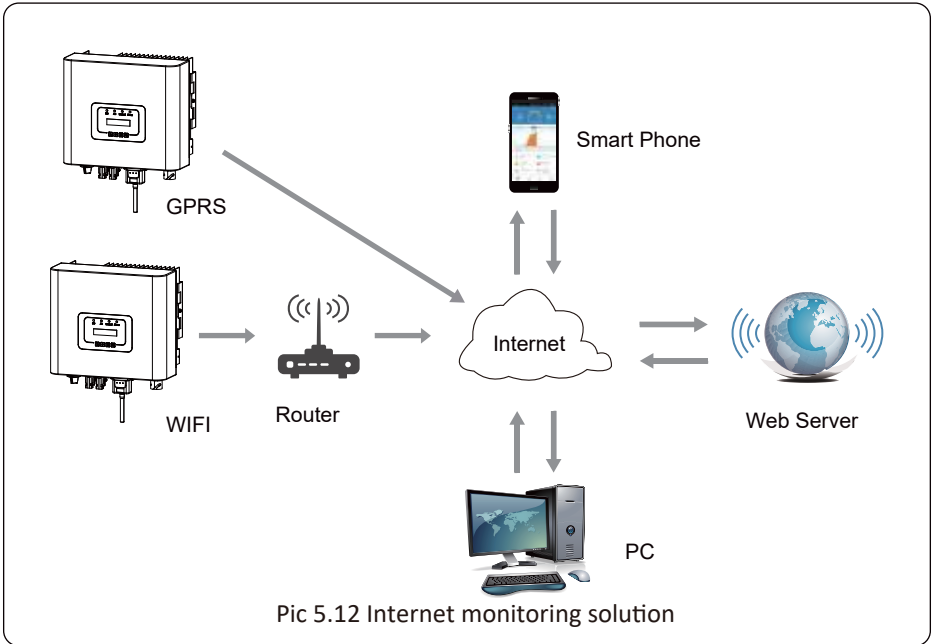 Smart Phone
GPRS
Internet
WIFI
Router
Web Server
PC
Pic 5.12 Internet monitoring solution